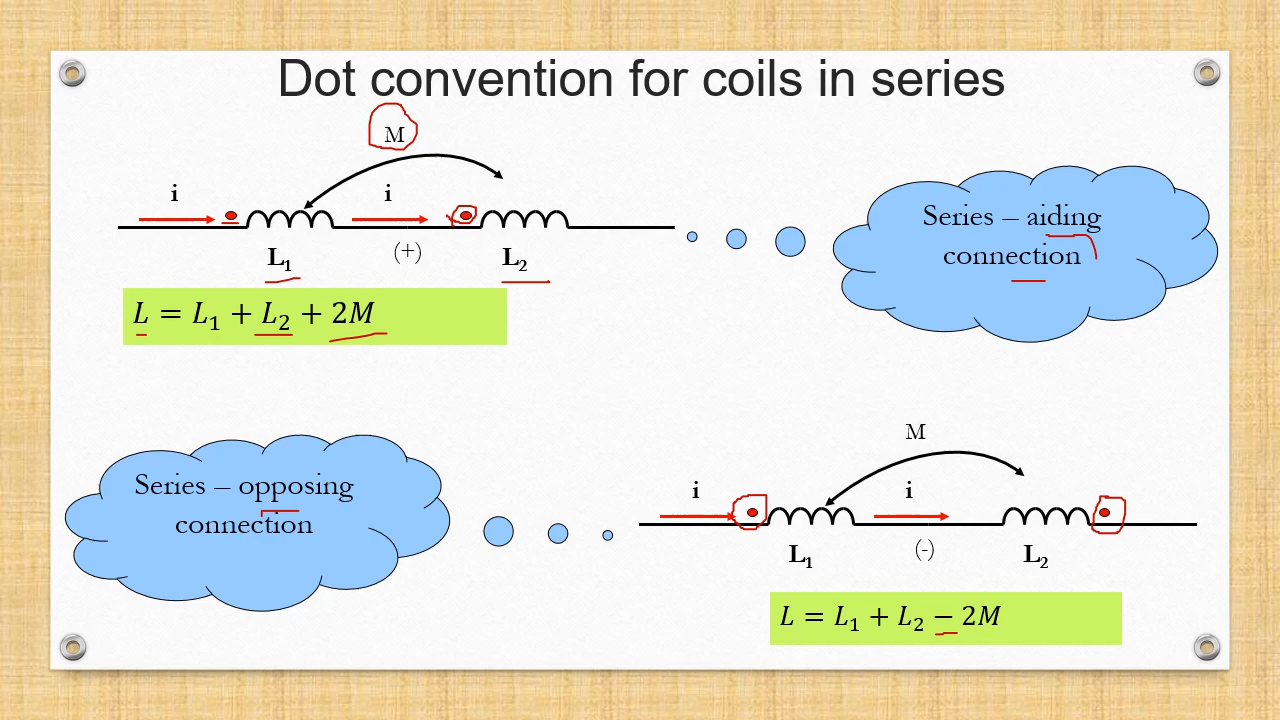 Dot convention for coils in series
M
i i
(+)
L₁ L₂
L = L₁ + L₂ + 2M
Series – aiding
connection
Series – opposing
connection
M
i i
(-)
L₁ L₂
L = L₁ + L₂ − 2M